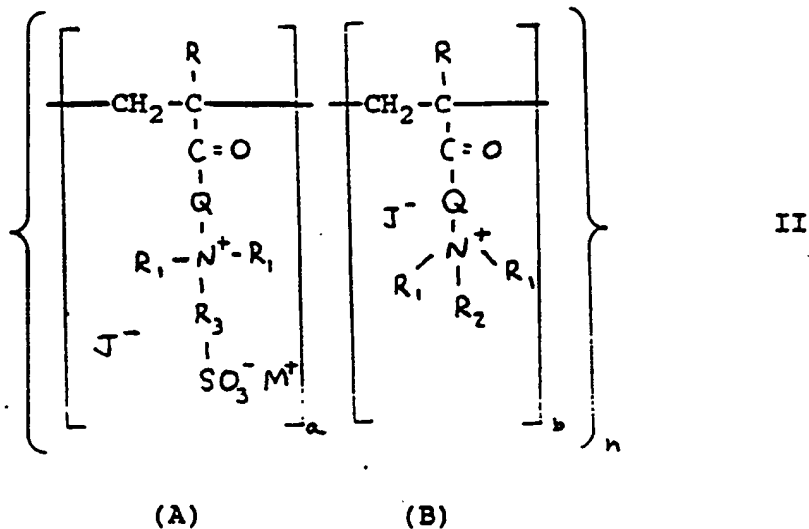 R R
CH₂-C CH₂-C
C=O C=O
Q J⁻ Q II
R₁-N⁺-R₁ N⁺
R₁ R₂ R₁
R₃
J⁻
SO₃⁻ M⁺
a b n
(A) (B)